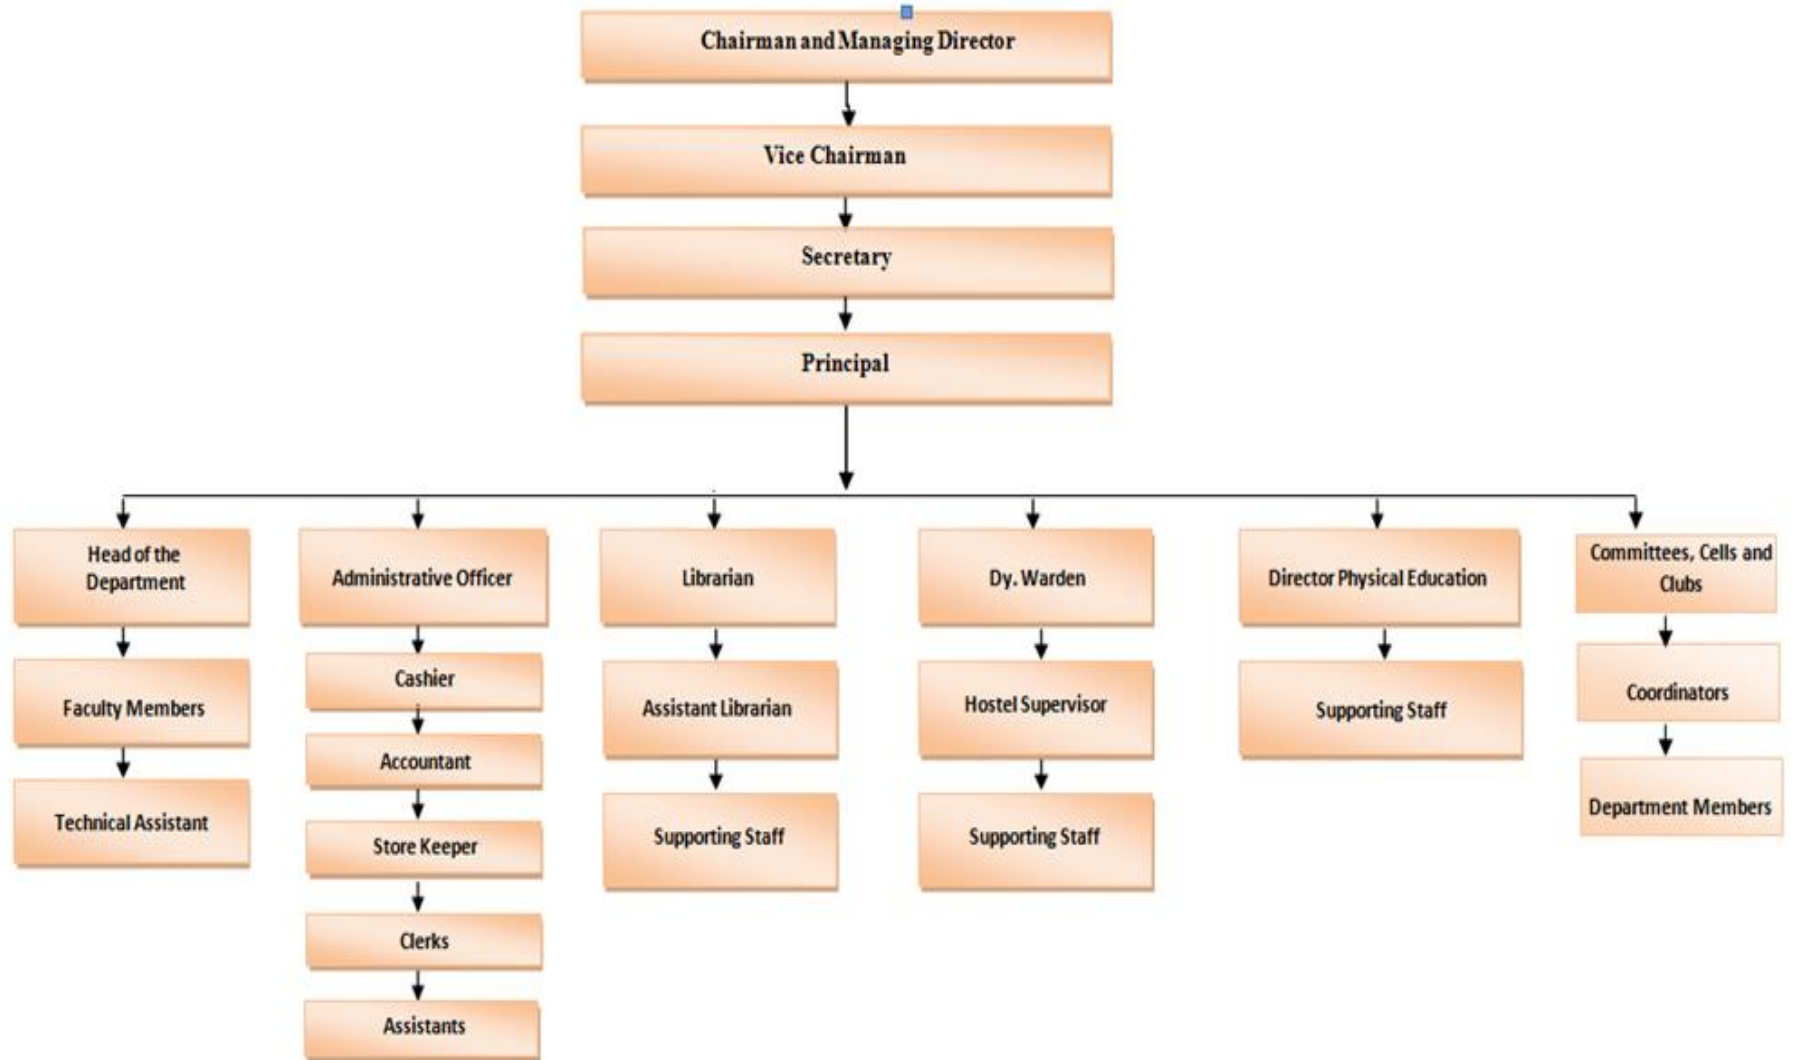 Chairman and Managing Director
Vice Chairman
Secretary
Principal
Head of the
Department
Administrative Officer
Librarian
Dy. Warden
Director Physical Education
Committees, Cells and
Clubs
Faculty Members
Cashier
Assistant Librarian
Hostel Supervisor
Supporting Staff
Coordinators
Technical Assistant
Accountant
Store Keeper
Supporting Staff
Supporting Staff
Department Members
Clerks
Assistants